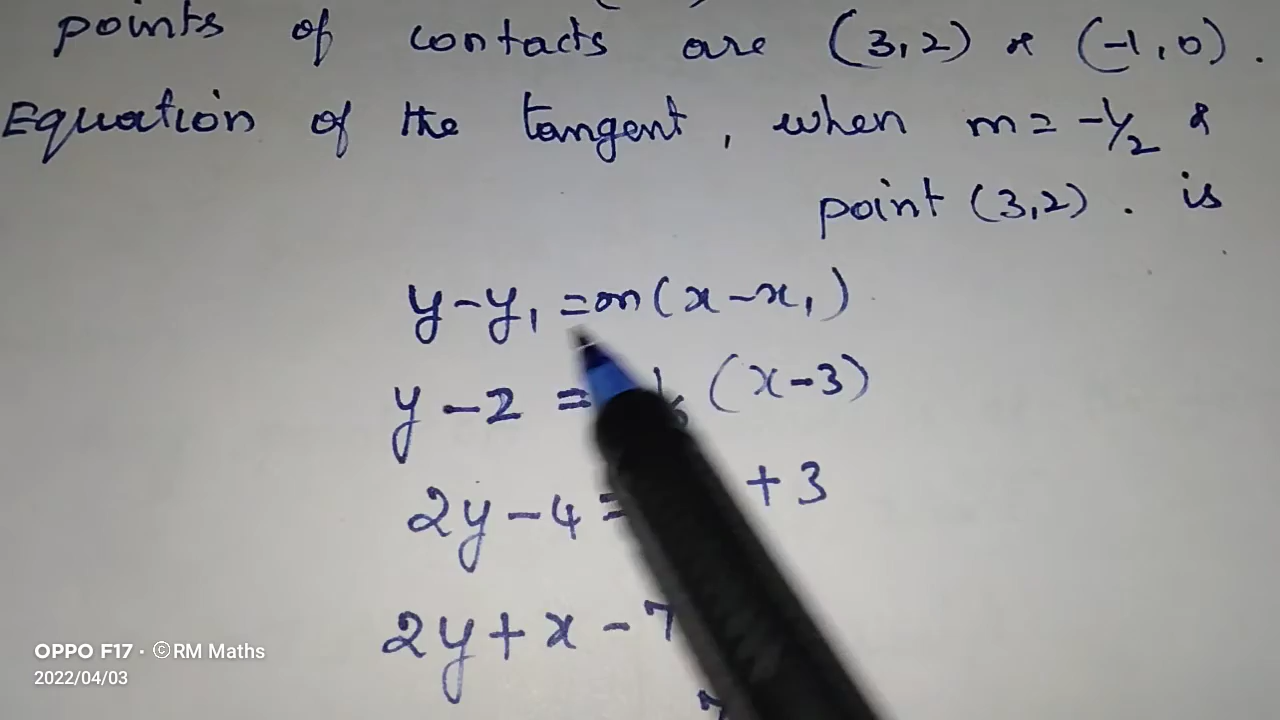 points of contacts are (3,2) & (-1,0).
Equation of the tangent, when m = -1/2 &
point (3,2). is
y - y₁ = m(x - x₁)
y - 2 = (x - 3)
2y - 4 = + 3
2y + x - 7
OPPO F17 · ©RM Maths
2022/04/03